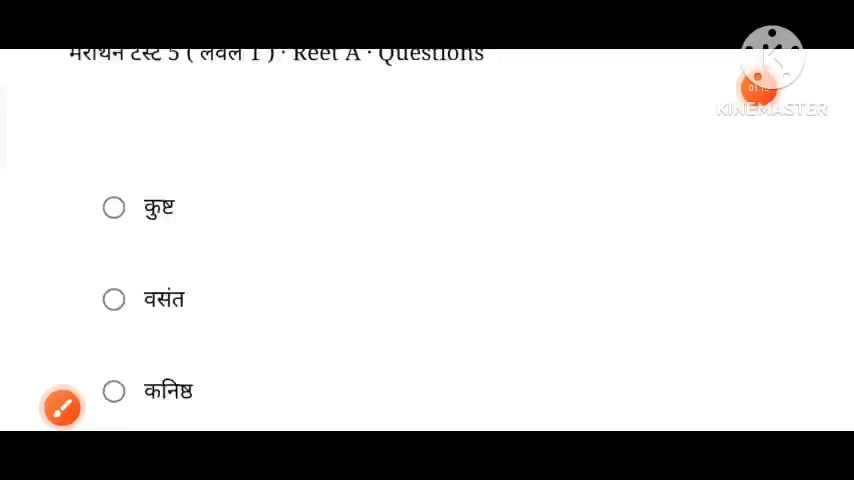 मैराथन टेस्ट 5 ( लेवल 1 ) · Reet A · Questions
KINEMASTER
कुष्ट
वसंत
कनिष्ठ